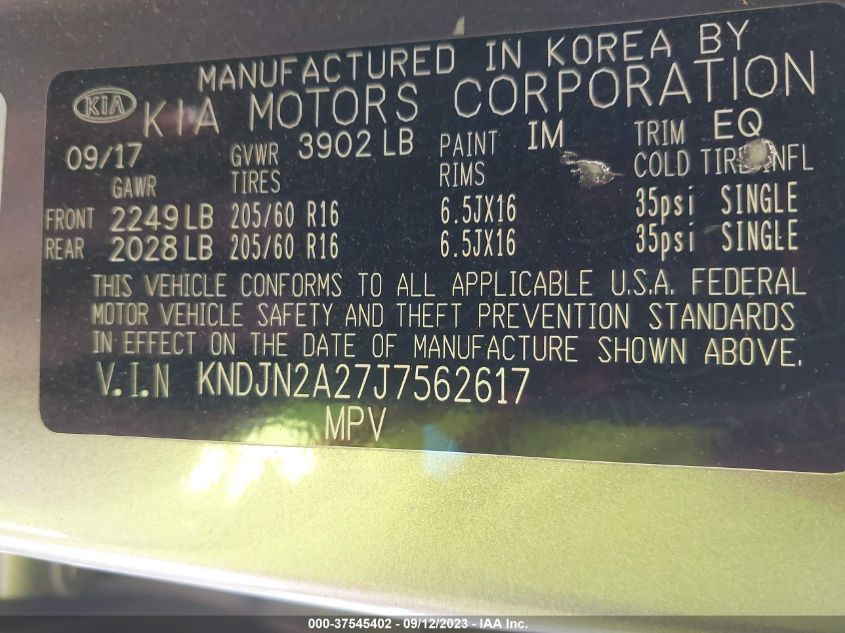 MANUFACTURED IN KOREA BY
KIA KIA MOTORS CORPORATION
09/17 GVWR 3902 LB PAINT IM TRIM EQ
GAWR TIRES RIMS COLD TIRE INFL
FRONT 2249 LB 205/60 R16 6.5JX16 35psi SINGLE
REAR 2028 LB 205/60 R16 6.5JX16 35psi SINGLE
THIS VEHICLE CONFORMS TO ALL APPLICABLE U.S.A. FEDERAL
MOTOR VEHICLE SAFETY AND THEFT PREVENTION STANDARDS
IN EFFECT ON THE DATE OF MANUFACTURE SHOWN ABOVE.
V.I.N KNDJN2A27J7562617
MPV
000-37545402 - 09/12/2023 - IAA Inc.